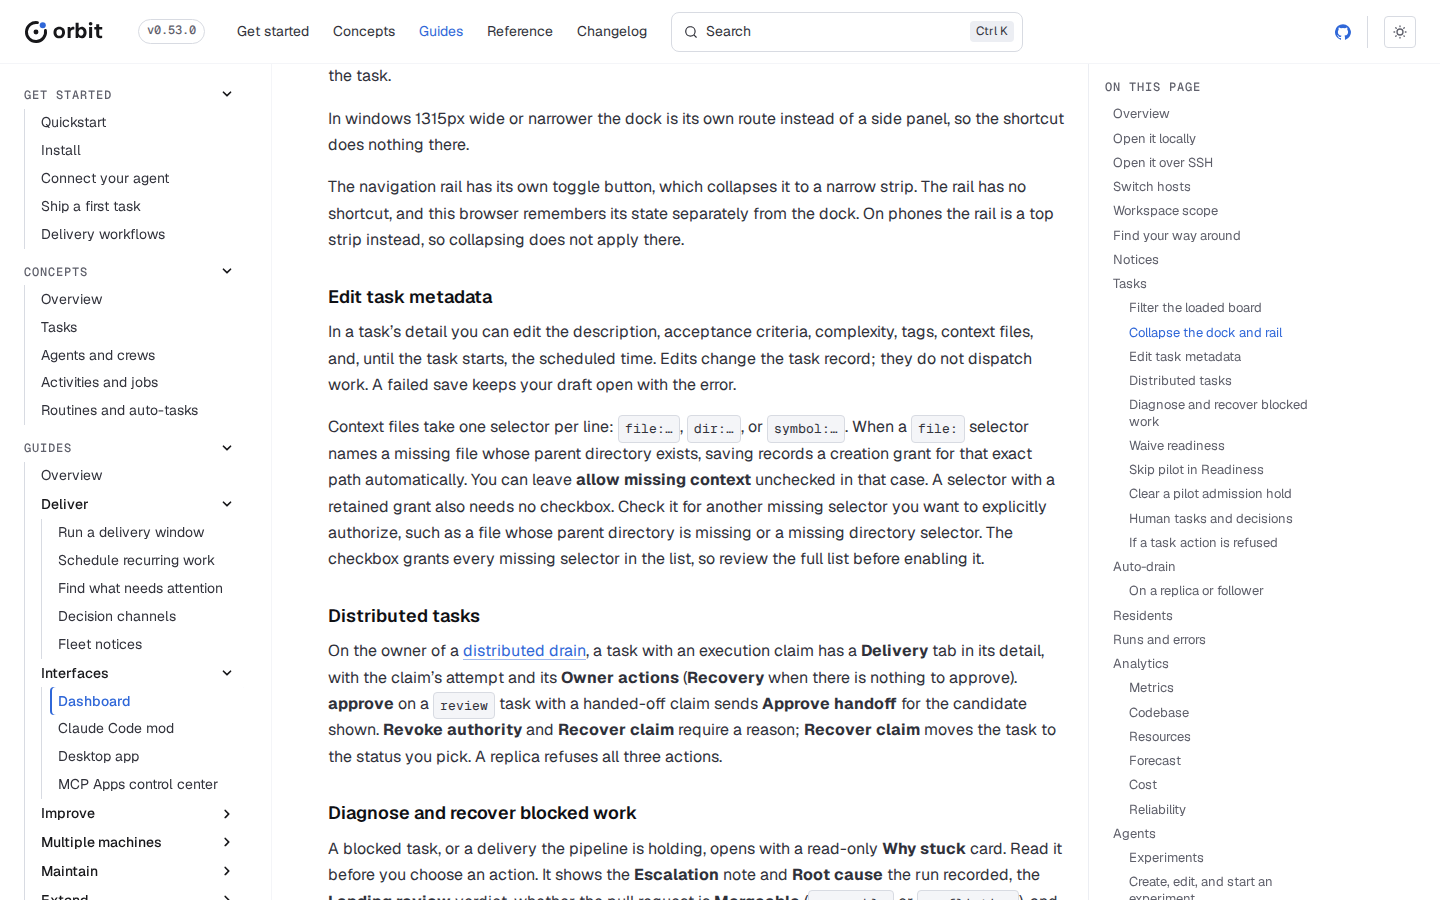 orbit
v0.53.0
Get started
Concepts
Guides
Reference
Changelog
Search
Ctrl K
GET STARTED
Quickstart
Install
Connect your agent
Ship a first task
Delivery workflows
CONCEPTS
Overview
Tasks
Agents and crews
Activities and jobs
Routines and auto-tasks
GUIDES
Overview
Deliver
Run a delivery window
Schedule recurring work
Find what needs attention
Decision channels
Fleet notices
Interfaces
Dashboard
Claude Code mod
Desktop app
MCP Apps control center
Improve
Multiple machines
Maintain
Extend
the task.
In windows 1315px wide or narrower the dock is its own route instead of a side panel, so the shortcut
does nothing there.
The navigation rail has its own toggle button, which collapses it to a narrow strip. The rail has no
shortcut, and this browser remembers its state separately from the dock. On phones the rail is a top
strip instead, so collapsing does not apply there.
Edit task metadata
In a task’s detail you can edit the description, acceptance criteria, complexity, tags, context files,
and, until the task starts, the scheduled time. Edits change the task record; they do not dispatch
work. A failed save keeps your draft open with the error.
Context files take one selector per line: file:… , dir:… , or symbol:… . When a file: selector
names a missing file whose parent directory exists, saving records a creation grant for that exact
path automatically. You can leave allow missing context unchecked in that case. A selector with a
retained grant also needs no checkbox. Check it for another missing selector you want to explicitly
authorize, such as a file whose parent directory is missing or a missing directory selector. The
checkbox grants every missing selector in the list, so review the full list before enabling it.
Distributed tasks
On the owner of a distributed drain, a task with an execution claim has a Delivery tab in its detail,
with the claim’s attempt and its Owner actions (Recovery when there is nothing to approve).
approve on a review task with a handed-off claim sends Approve handoff for the candidate
shown. Revoke authority and Recover claim require a reason; Recover claim moves the task to
the status you pick. A replica refuses all three actions.
Diagnose and recover blocked work
A blocked task, or a delivery the pipeline is holding, opens with a read-only Why stuck card. Read it
before you choose an action. It shows the Escalation note and Root cause the run recorded, the
Landing review verdict, whether the pull request is Mergeable
ON THIS PAGE
Overview
Open it locally
Open it over SSH
Switch hosts
Workspace scope
Find your way around
Notices
Tasks
Filter the loaded board
Collapse the dock and rail
Edit task metadata
Distributed tasks
Diagnose and recover blocked
work
Waive readiness
Skip pilot in Readiness
Clear a pilot admission hold
Human tasks and decisions
If a task action is refused
Auto-drain
On a replica or follower
Residents
Runs and errors
Analytics
Metrics
Codebase
Resources
Forecast
Cost
Reliability
Agents
Experiments
Create, edit, and start an
experiment